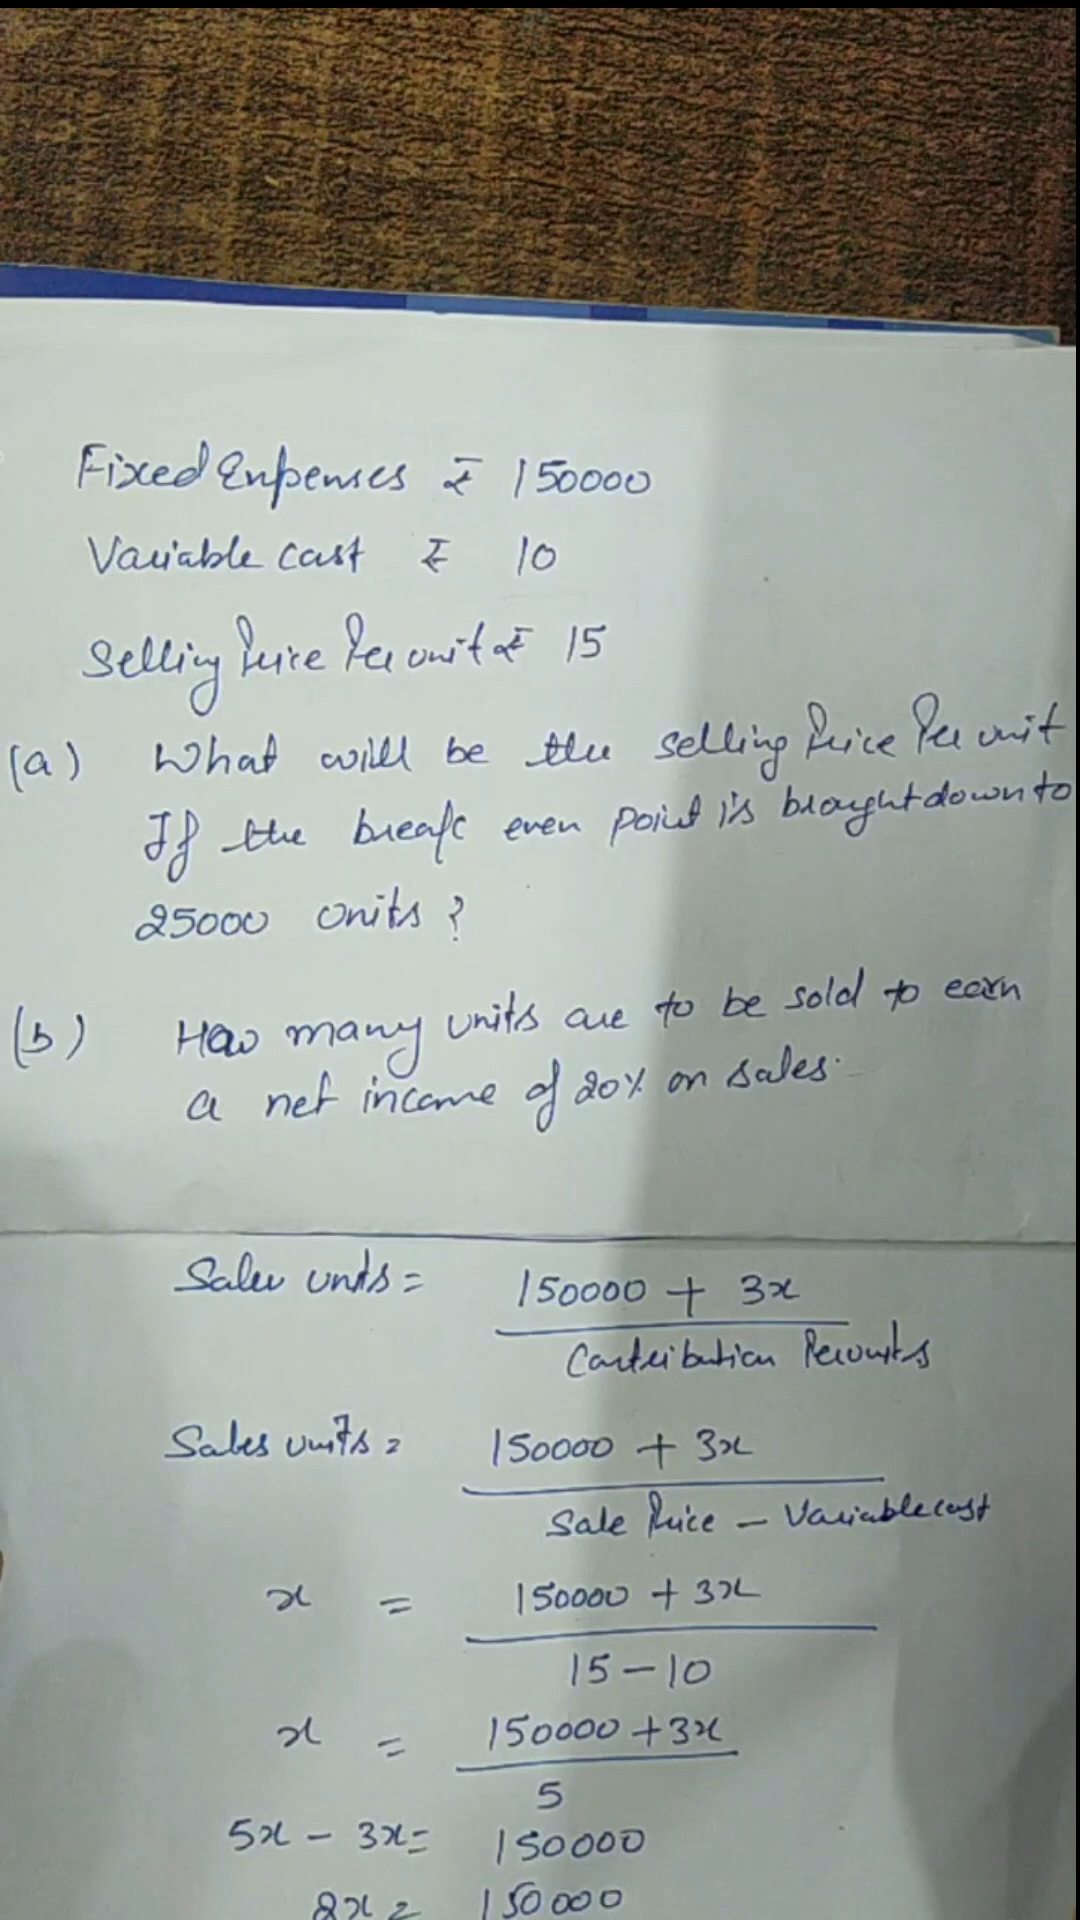 Fixed Expenses ₹ 150000
Variable cost ₹ 10
Selling Price Per unit ₹ 15
(a) What will be the selling Price Per unit
If the break even point is brought down to
25000 units?
(b) How many units are to be sold to earn
a net income of 20% on sales.
Sales units = 150000 + 3x
Contribution Per units
Sales units = 150000 + 3x
Sale Price - Variable cost
x = 150000 + 3x
15 - 10
x = 150000 + 3x
5
5x - 3x = 150000
2x = 150000